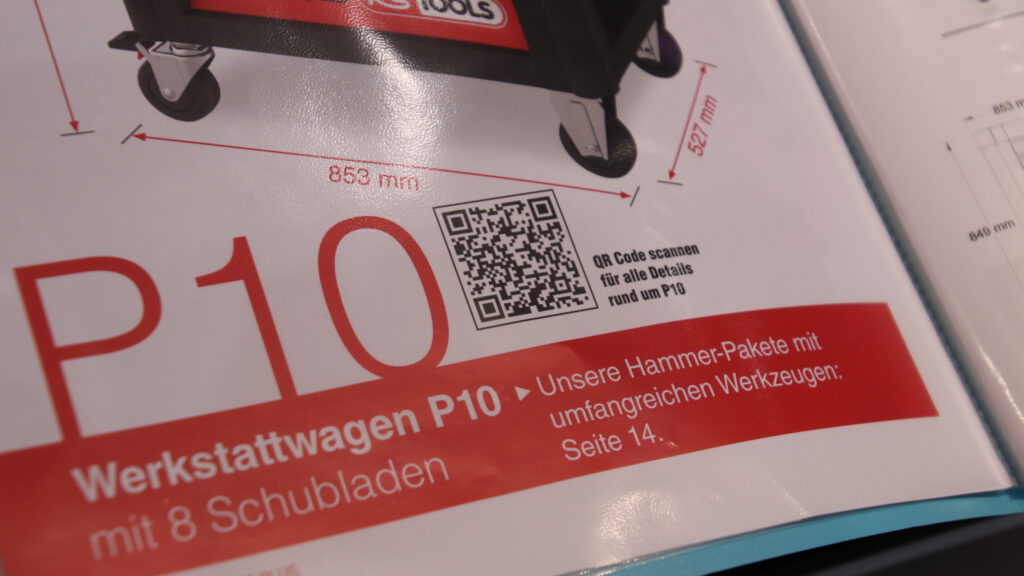 KS TOOLS
527 mm
853 mm
P10
QR Code scannen
für alle Details
rund um P10
Werkstattwagen P10
mit 8 Schubladen
Unsere Hammer-Pakete mit
umfangreichen Werkzeugen:
Seite 14.
853 m
849 mm